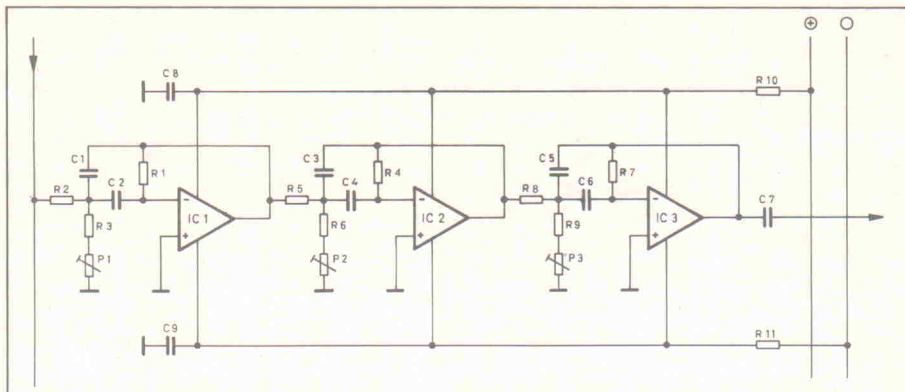 ⊕ ○
C8
R10
C1
R1
C3
R4
C5
R7
R2
C2
R5
C4
R8
C6
C7
IC 1
IC 2
IC 3
− − −
+ + +
R3
R6
R9
P1
P2
P3
C9
R11